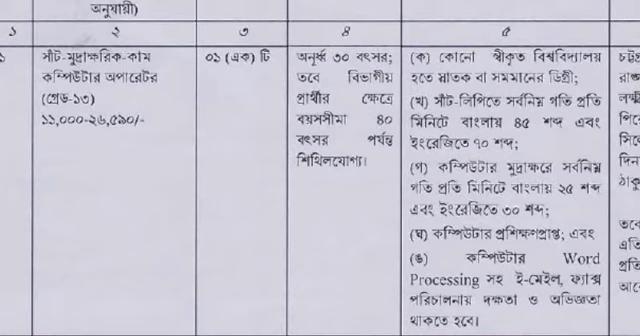 অনুযায়ী)
১ ২ ৩ ৪ ৫
১
সাঁট-মুদ্রাক্ষরিক-কাম
কম্পিউটার অপারেটর
(গ্রেড-১৩)
১১,০০০-২৬,৫৯০/-
০১ (এক) টি
অনূর্ধ্ব ৩০ বৎসর;
তবে বিভাগীয়
প্রার্থীর ক্ষেত্রে
বয়সসীমা ৪০
বৎসর পর্যন্ত
শিথিলযোগ্য।
(ক) কোনো স্বীকৃত বিশ্ববিদ্যালয়
হতে স্নাতক বা সমমানের ডিগ্রী;
(খ) সাঁট-লিপিতে সর্বনিম্ন গতি প্রতি
মিনিটে বাংলায় ৪৫ শব্দ এবং
ইংরেজিতে ৭০ শব্দ;
(গ) কম্পিউটার মুদ্রাক্ষরে সর্বনিম্ন
গতি প্রতি মিনিটে বাংলায় ২৫ শব্দ
এবং ইংরেজিতে ৩০ শব্দ;
(ঘ) কম্পিউটার প্রশিক্ষণপ্রাপ্ত; এবং
(ঙ) কম্পিউটার Word
Processing সহ ই-মেইল, ফ্যাক্স
পরিচালনায় দক্ষতা ও অভিজ্ঞতা
থাকতে হবে।